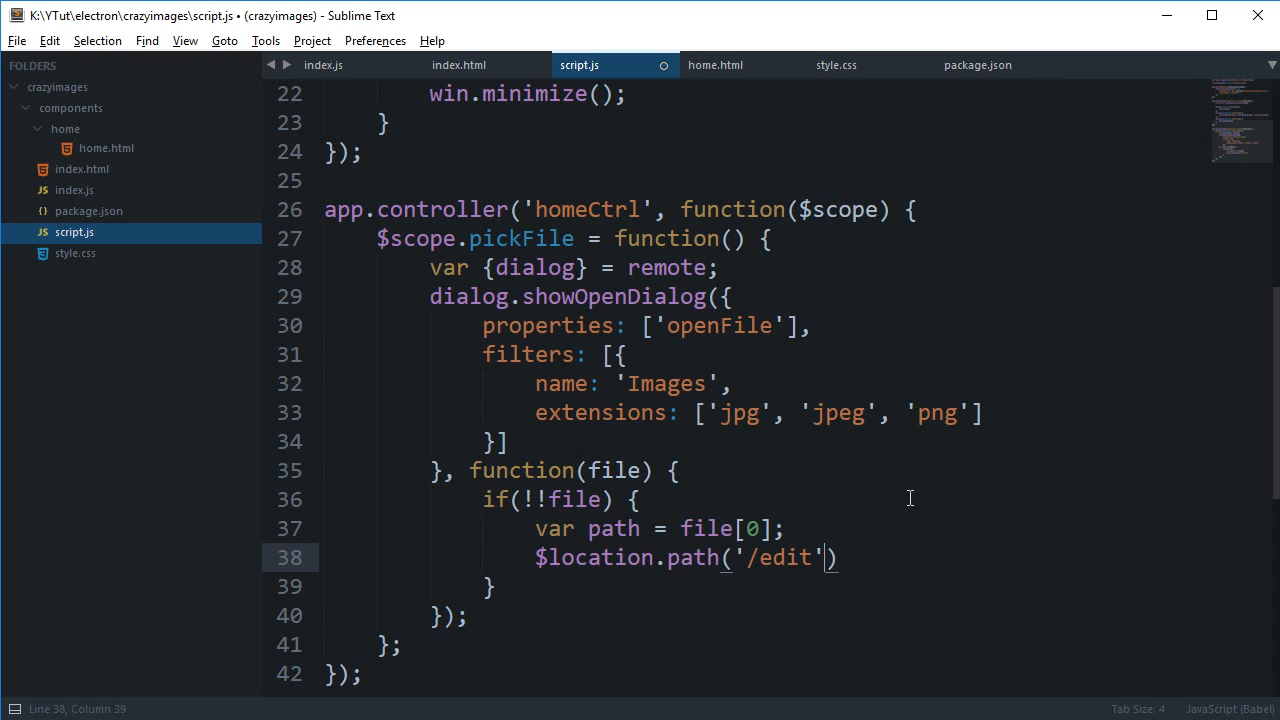 K:\YTut\electron\crazyimages\script.js • (crazyimages) - Sublime Text
File Edit Selection Find View Goto Tools Project Preferences Help
FOLDERS
crazyimages
components
home
home.html
index.html
JS index.js
{} package.json
JS script.js
style.css
index.js index.html script.js home.html style.css package.json
22 win.minimize();
23 }
24 });
25
26 app.controller('homeCtrl', function($scope) {
27 $scope.pickFile = function() {
28 var {dialog} = remote;
29 dialog.showOpenDialog({
30 properties: ['openFile'],
31 filters: [{
32 name: 'Images',
33 extensions: ['jpg', 'jpeg', 'png']
34 }]
35 }, function(file) {
36 if(!!file) {
37 var path = file[0];
38 $location.path('/edit')
39 }
40 });
41 };
42 });
Line 38, Column 39
Tab Size: 4 JavaScript (Babel)